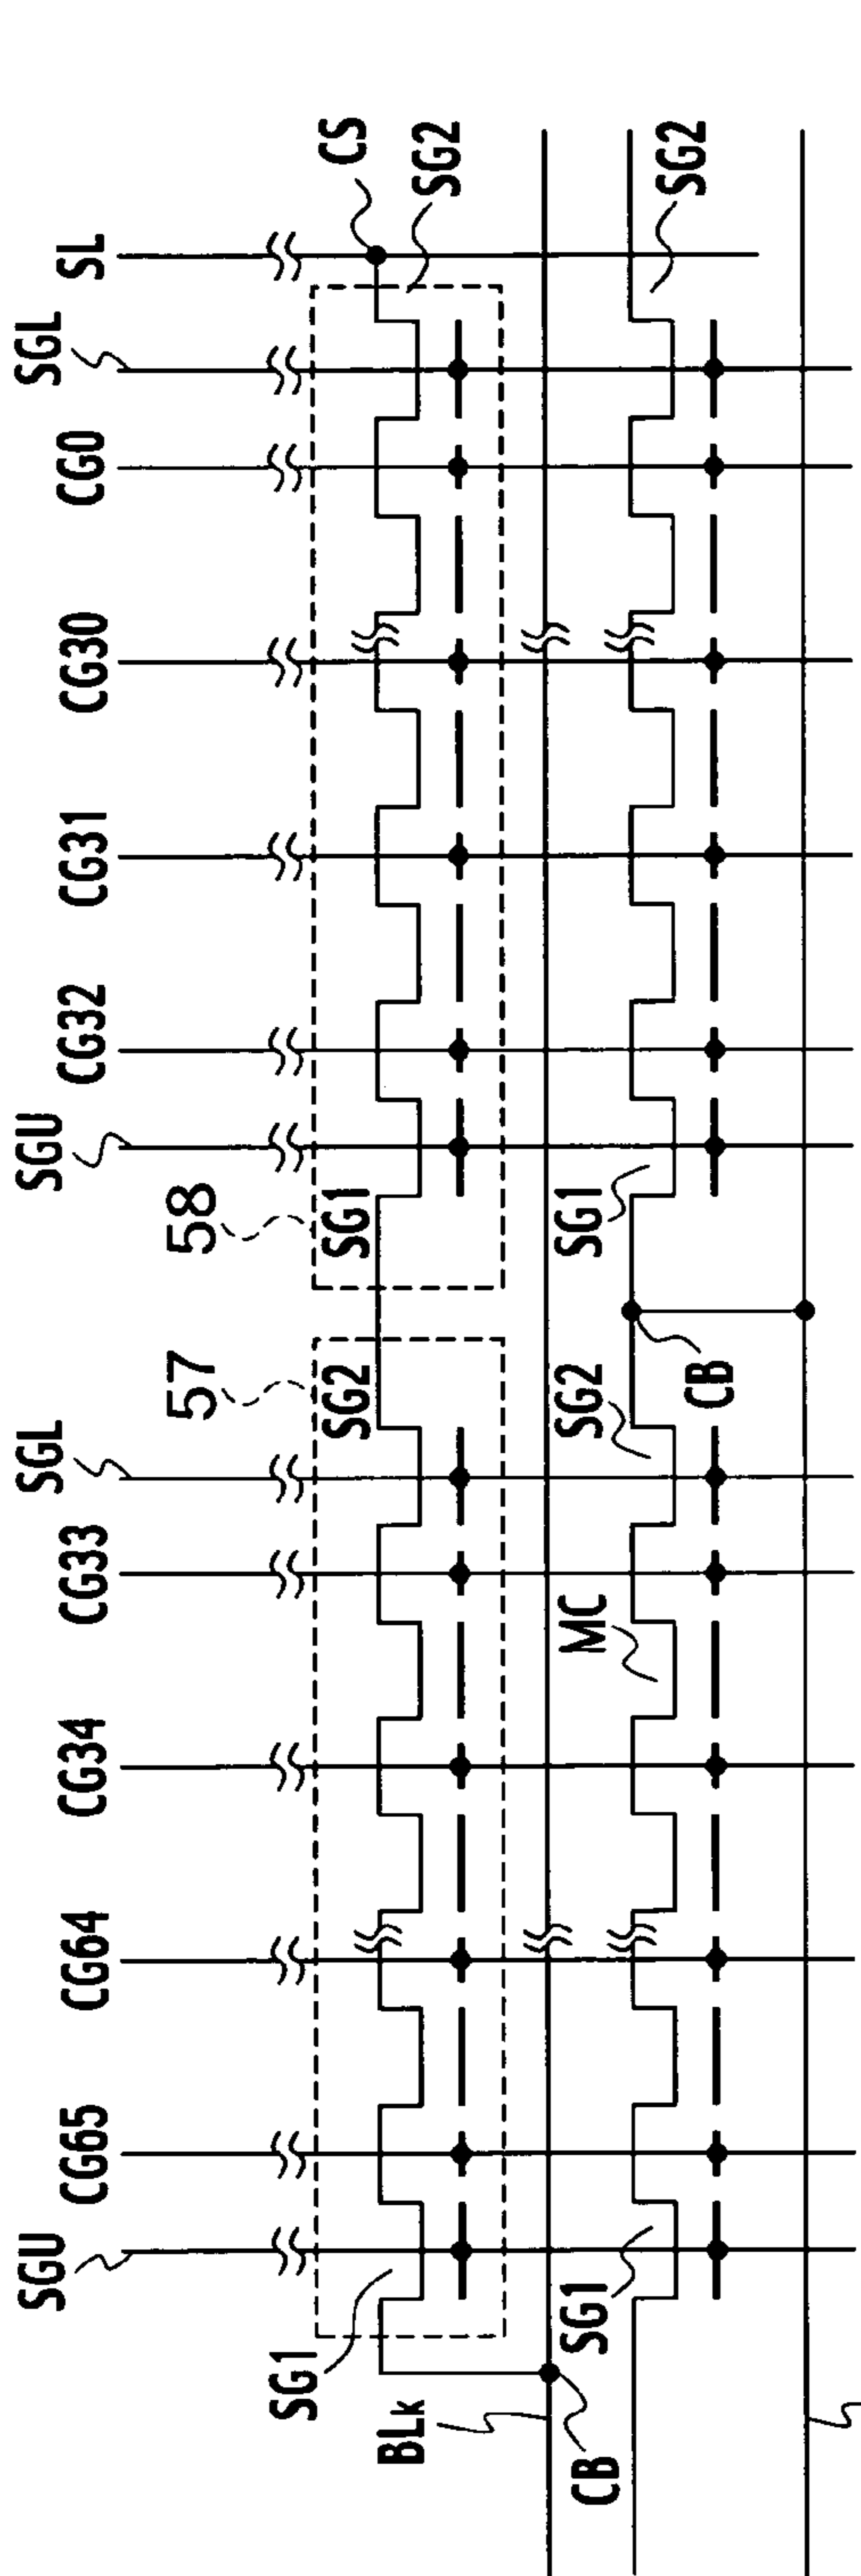 SL
CS
SG2
SG2
SGL
CG0
CG30
CG31
CG32
SGU
58
SG1
SG1
57
SG2
SG2
CB
SGL
CG33
MC
CG34
CG64
CG65
SGU
SG1
SG1
BLk
CB